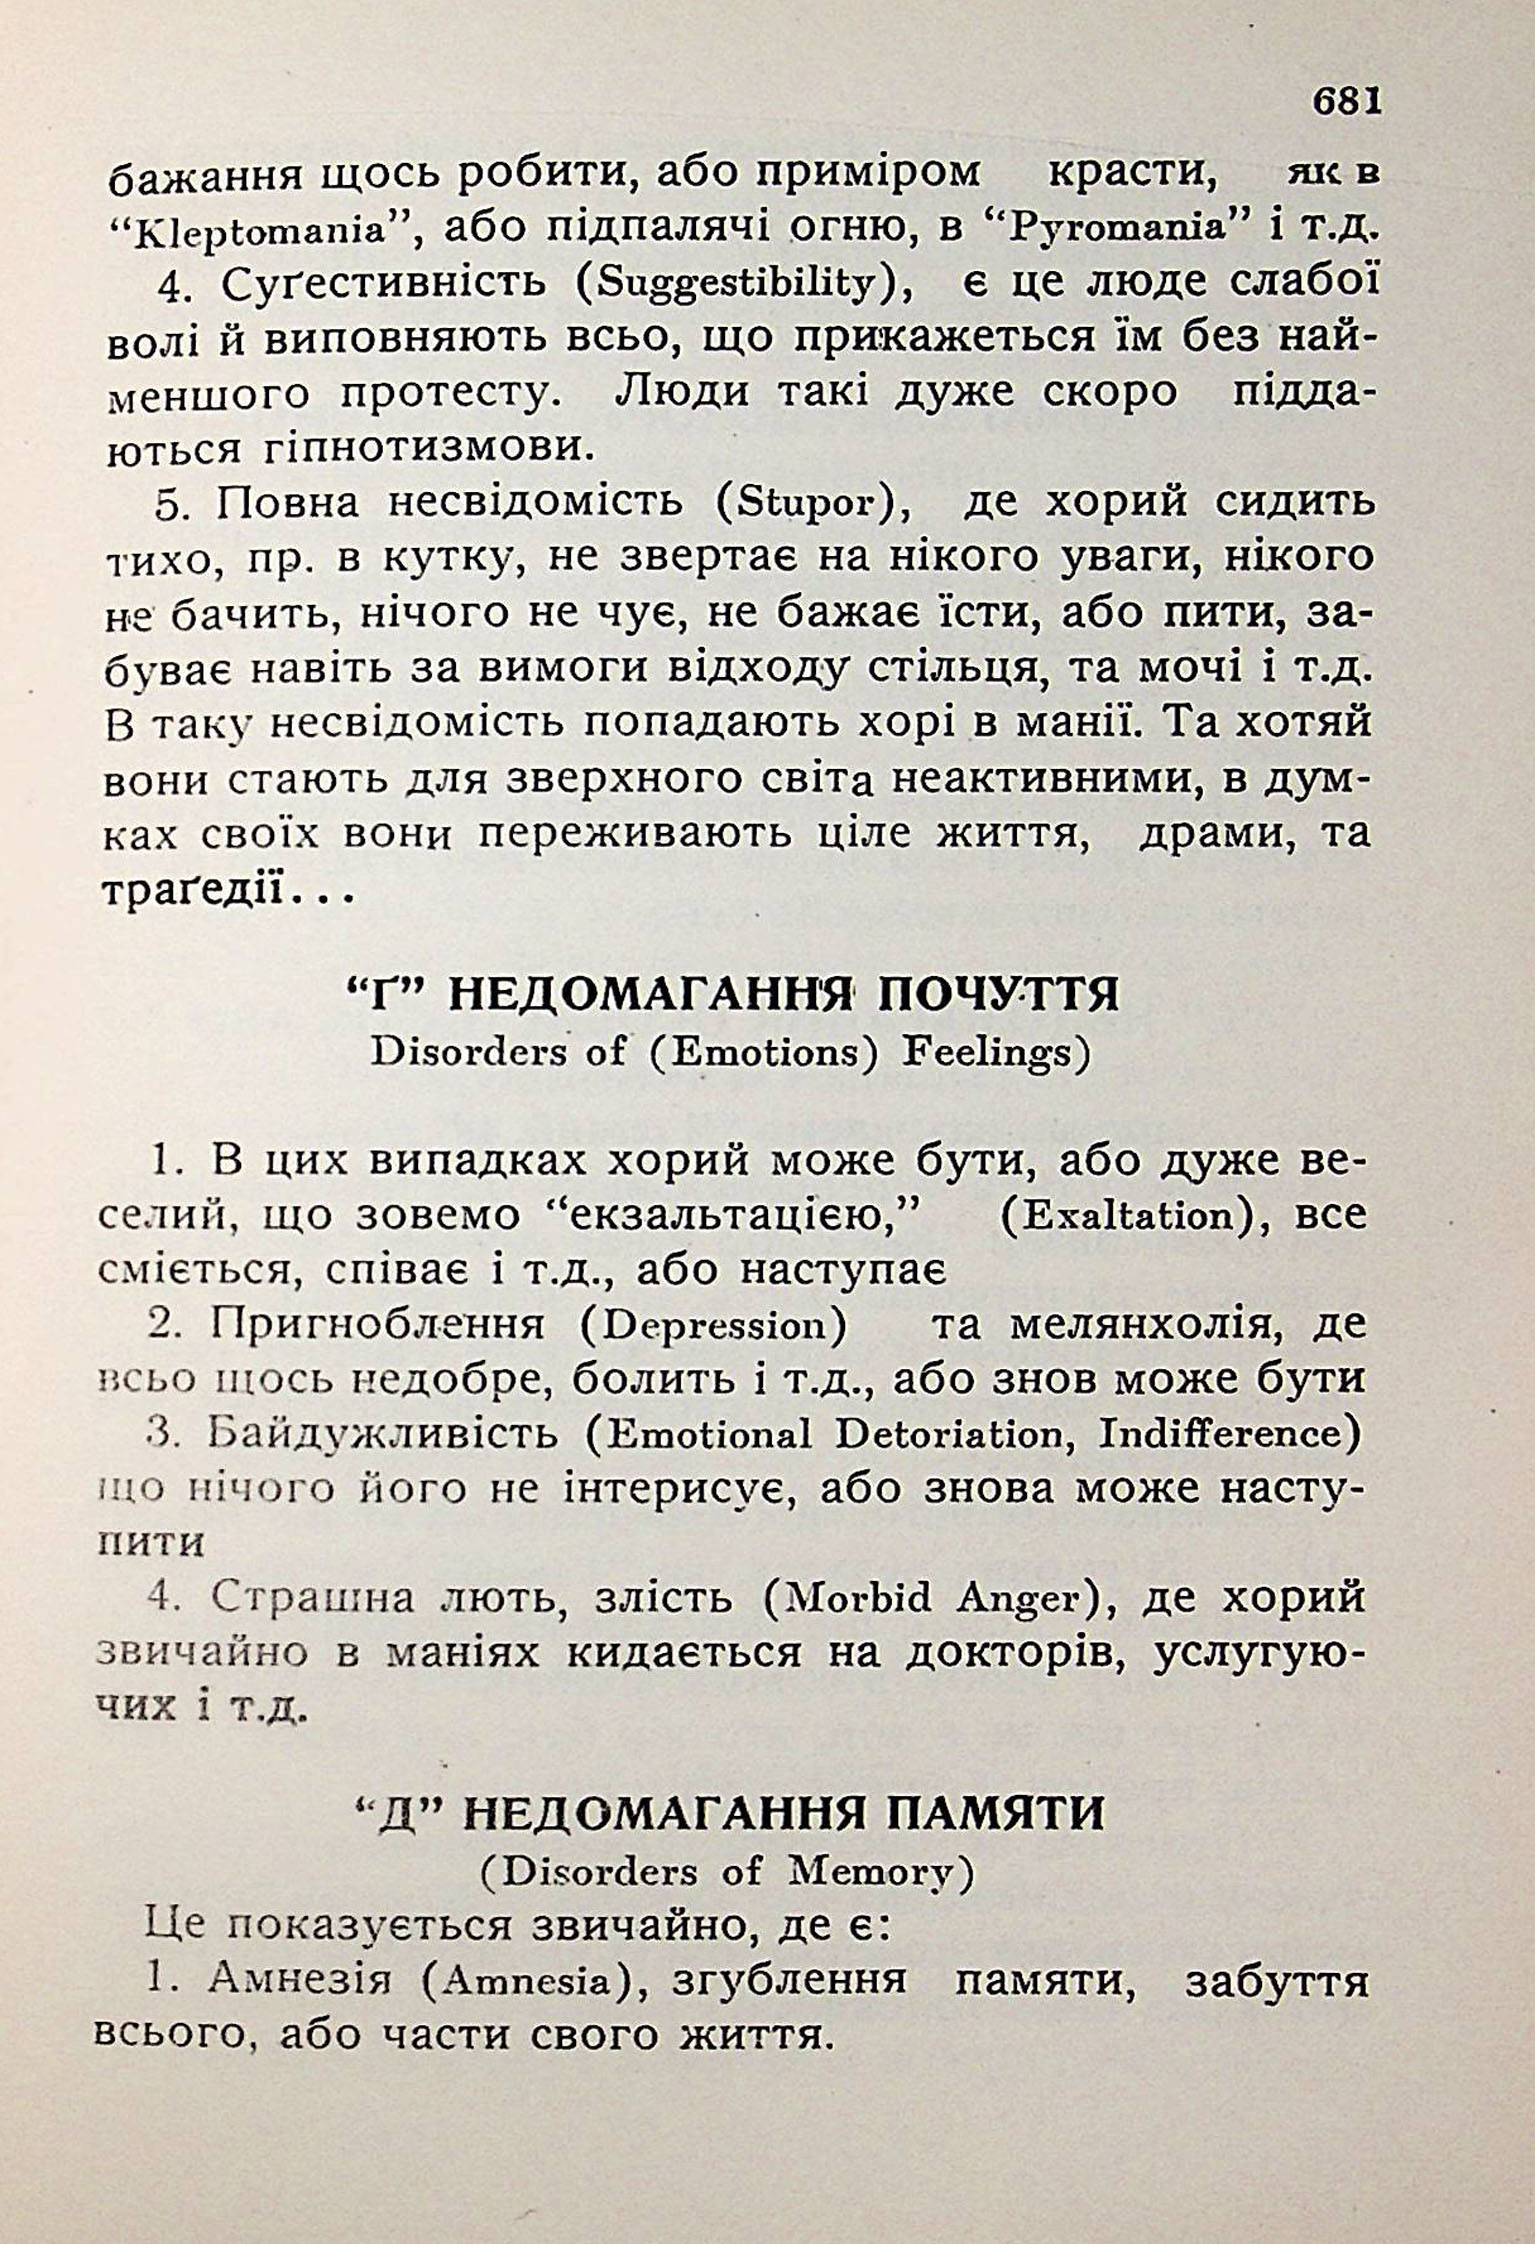 681
бажання щось робити, або приміром красти, як в
“Kleptomania”, або підпалячі огню, в “Pyromania” і т.д.
4. Суґестивність (Suggestibility), є це люде слабої
волі й виповняють всьо, що прикажеться їм без най-
меншого протесту. Люди такі дуже скоро підда-
ються гіпнотизмови.
5. Повна несвідомість (Stupor), де хорий сидить
тихо, пр. в кутку, не звертає на нікого уваги, нікого
не бачить, нічого не чує, не бажає їсти, або пити, за-
буває навіть за вимоги відходу стільця, та мочі і т.д.
В таку несвідомість попадають хорі в манії. Та хотяй
вони стають для зверхного світа неактивними, в дум-
ках своїх вони переживають ціле життя, драми, та
траґедії...
“Ґ” НЕДОМАГАННЯ ПОЧУТТЯ
Disorders of (Emotions) Feelings)
1. В цих випадках хорий може бути, або дуже ве-
селий, що зовемо “екзальтацією,” (Exaltation), все
сміється, співає і т.д., або наступає
2. Пригноблення (Depression) та мелянхолія, де
всьо щось недобре, болить і т.д., або знов може бути
3. Байдужливість (Emotional Detoriation, Indifference)
що нічого його не інтерисує, або знова може насту-
пити
4. Страшна лють, злість (Morbid Anger), де хорий
звичайно в маніях кидається на докторів, услугую-
чих і т.д.
“Д” НЕДОМАГАННЯ ПАМЯТИ
(Disorders of Memory)
Це показується звичайно, де є:
1. Амнезія (Amnesia), згублення памяти, забуття
всього, або части свого життя.